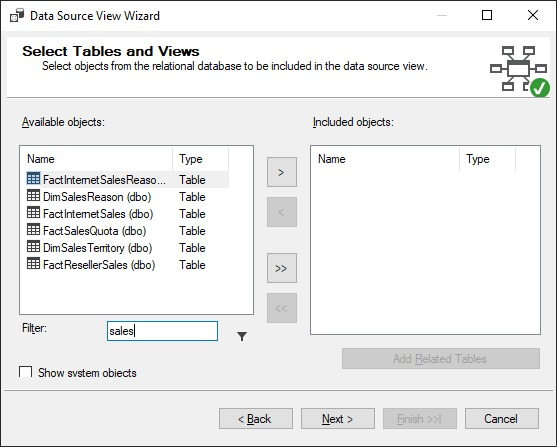 Data Source View Wizard
Select Tables and Views
Select objects from the relational database to be included in the data source view.
Available objects:
Included objects:
Name Type
FactInternetSalesReaso... Table
DimSalesReason (dbo) Table
FactInternetSales (dbo) Table
FactSalesQuota (dbo) Table
DimSalesTerritory (dbo) Table
FactResellerSales (dbo) Table
>
<
>>
<<
Name Type
Filter: sales
Add Related Tables
Show system objects
< Back Next > Finish >>| Cancel